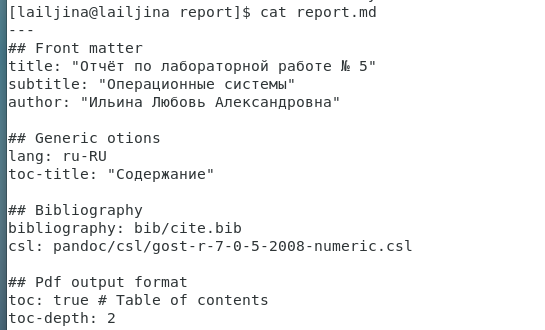 [lailjina@lailjina report]$ cat report.md
---
## Front matter
title: "Отчёт по лабораторной работе № 5"
subtitle: "Операционные системы"
author: "Ильина Любовь Александровна"

## Generic otions
lang: ru-RU
toc-title: "Содержание"

## Bibliography
bibliography: bib/cite.bib
csl: pandoc/csl/gost-r-7-0-5-2008-numeric.csl

## Pdf output format
toc: true # Table of contents
toc-depth: 2